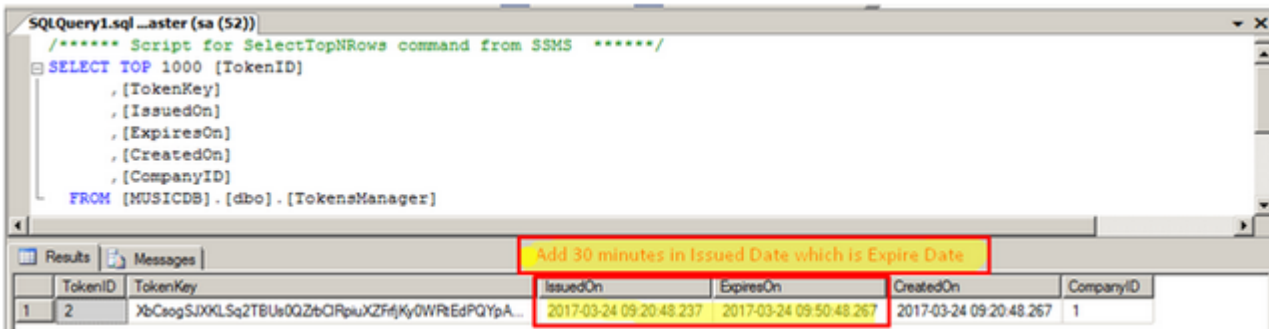 SQLQuery1.sql ...aster (sa (52))
/****** Script for SelectTopNRows command from SSMS ******/
SELECT TOP 1000 [TokenID]
,[TokenKey]
,[IssuedOn]
,[ExpiresOn]
,[CreatedOn]
,[CompanyID]
FROM [MUSICDB].[dbo].[TokensManager]
Results Messages
Add 30 minutes in Issued Date which is Expire Date
TokenID TokenKey IssuedOn ExpiresOn CreatedOn CompanyID
1 2 2017-03-24 09:20:48.237 2017-03-24 09:50:48.267 2017-03-24 09:20:48.267 1